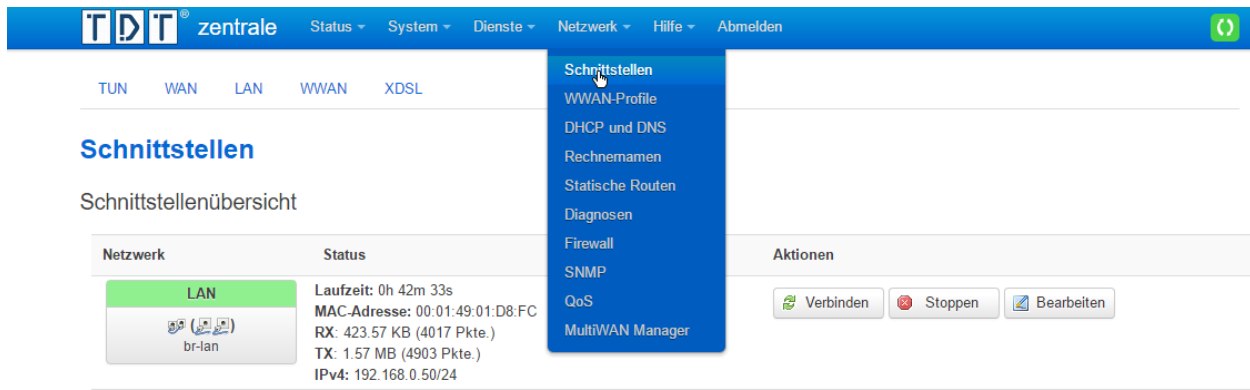 TDT® zentrale Status System Dienste Netzwerk Hilfe Abmelden
Schnittstellen
WWAN-Profile
DHCP und DNS
Rechnernamen
Statische Routen
Diagnosen
Firewall
SNMP
QoS
MultiWAN Manager
TUN WAN LAN WWAN XDSL
Schnittstellen
Schnittstellenübersicht
Netzwerk Status Aktionen
LAN
br-lan
Laufzeit: 0h 42m 33s
MAC-Adresse: 00:01:49:01:D8:FC
RX: 423.57 KB (4017 Pkte.)
TX: 1.57 MB (4903 Pkte.)
IPv4: 192.168.0.50/24
Verbinden Stoppen Bearbeiten